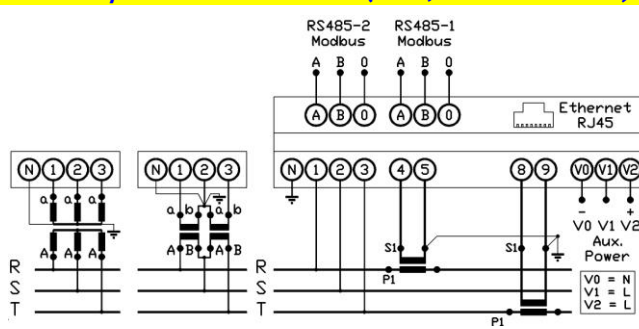 RS485-2 RS485-1
Modbus Modbus
A B 0 A B 0
A B 0 A B 0
Ethernet
RJ45
N 1 2 3 N 1 2 3 N 1 2 3 4 5 8 9 V0 V1 V2
a a a a b a b
- +
V0 V1 V2
Aux.
Power
A A A A B A B S1 S1
R R
P1
S S
T T
P1
V0 = N
V1 = L
V2 = L